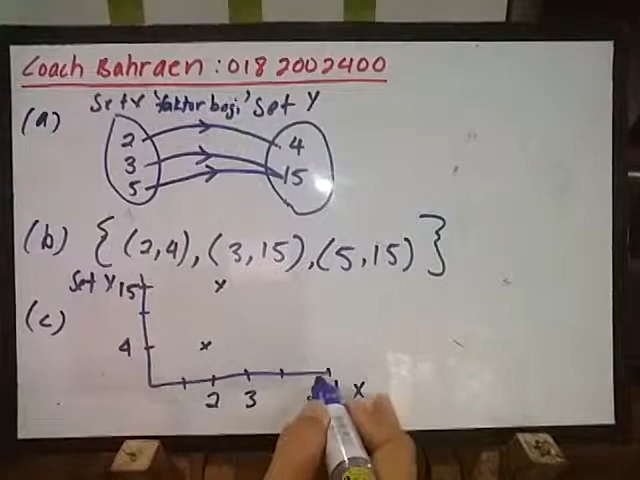 Coach Bahraen : 018 2002400
Set X 'faktor bagi' Set Y
(a)
2 4
3 15
5
(b) {(2,4),(3,15),(5,15)}
Set Y 15
(c)
4
2 3 X